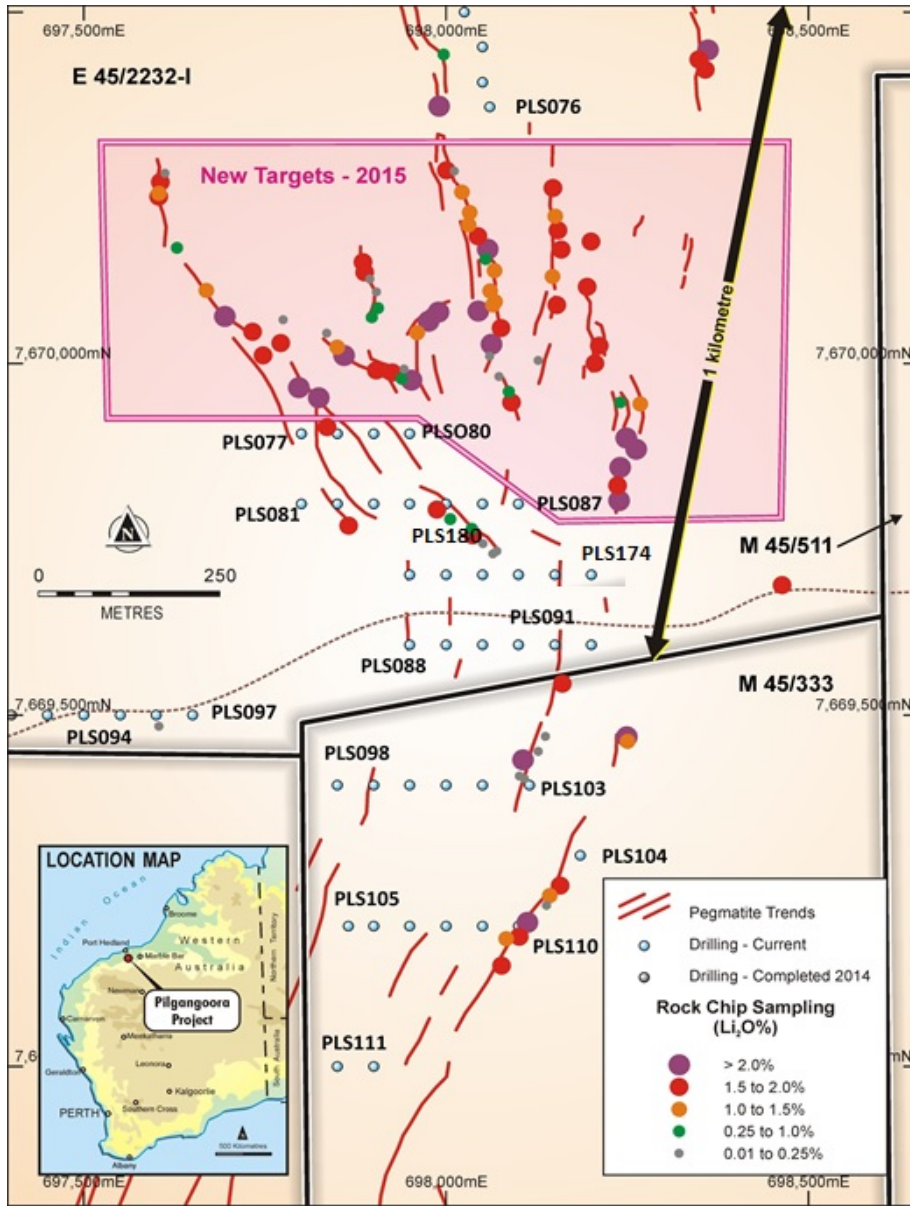 697,500mE
698,000mE
698,500mE
E 45/2232-I
PLS076
New Targets - 2015
1 kilometre
7,670,000mN
7,670,000mN
PLS077
PLSO80
PLS081
PLS087
PLS180
PLS174
M 45/511
N
0 250
METRES
PLS091
PLS088
M 45/333
PLS097
7,669,500mN
7,669,500mN
PLS094
PLS098
PLS103
PLS104
PLS105
PLS110
PLS111
7,6
mN
LOCATION MAP
Indian Ocean
Broome
Port Hedland
Marble Bar
Western
Australia
Northern Territory
Newman
Pilgangoora
Project
Carnarvon
Meekatharra
Geraldton
Leonora
Kalgoorlie
South Australia
PERTH
Southern Cross
Albany
500 Kilometres
Pegmatite Trends
Drilling - Current
Drilling - Completed 2014
Rock Chip Sampling
(Li₂O%)
> 2.0%
1.5 to 2.0%
1.0 to 1.5%
0.25 to 1.0%
0.01 to 0.25%
697,500mE
698,000mE
698,500mE